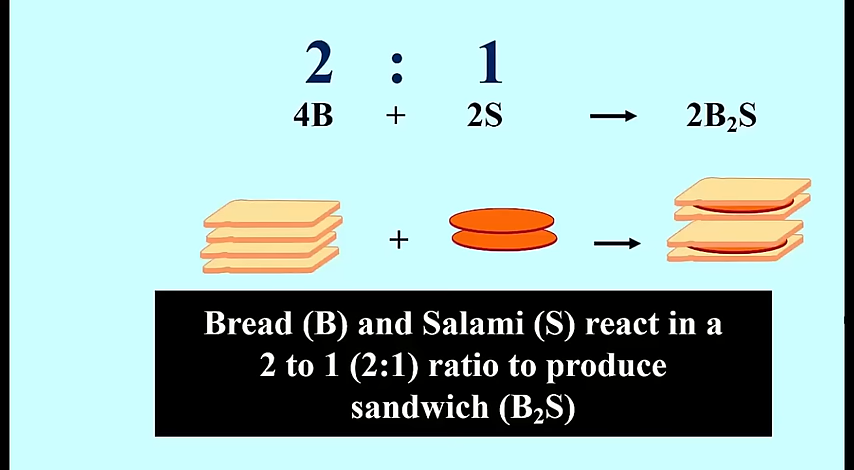 2 : 1
4B + 2S → 2B₂S
+ →
Bread (B) and Salami (S) react in a
2 to 1 (2:1) ratio to produce
sandwich (B₂S)